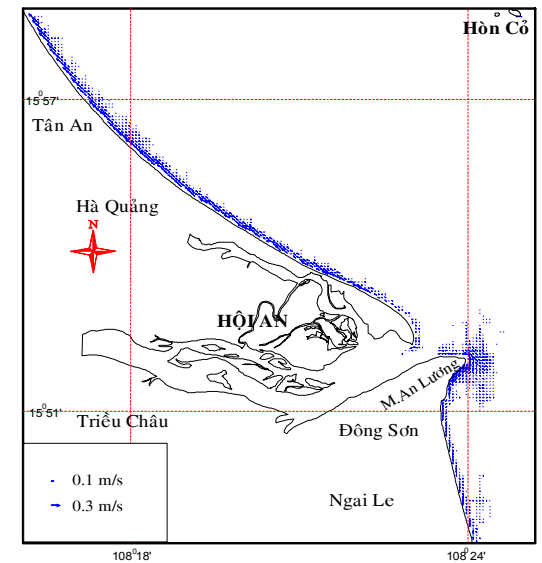 Hòn Cỏ
15°57'
Tân An
Hà Quảng
N
HỘI AN
M.An Lương
15°51'
Triều Châu
Đông Sơn
0.1 m/s
0.3 m/s
Ngai Le
108°18'
108°24'